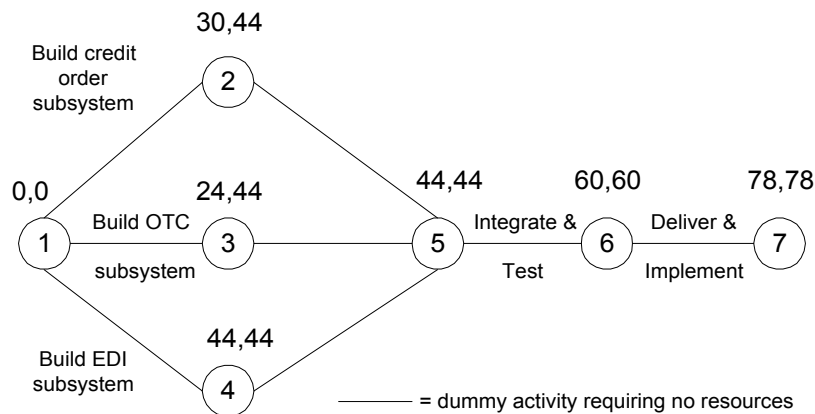 30,44
Build credit
order
subsystem
2
0,0
24,44
44,44
60,60
78,78
1
Build OTC
subsystem
3
5
Integrate &
Test
6
Deliver &
Implement
7
44,44
Build EDI
subsystem
4
= dummy activity requiring no resources